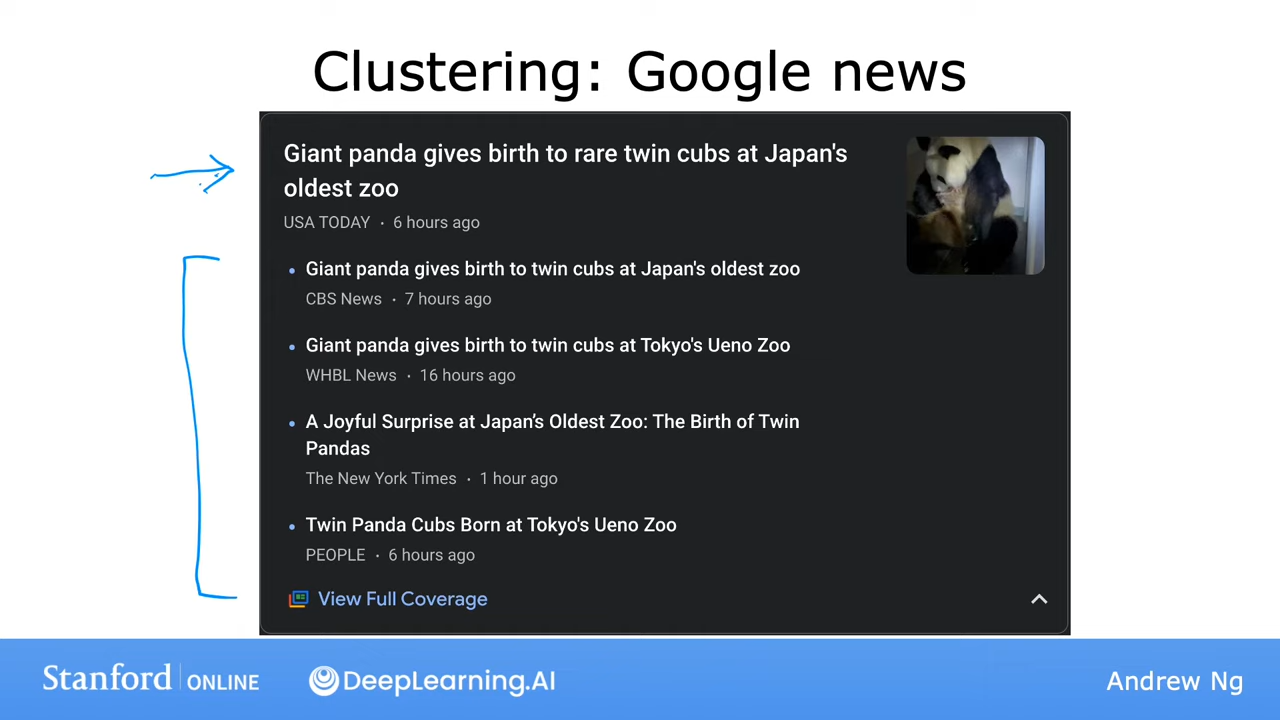 Clustering: Google news
Giant panda gives birth to rare twin cubs at Japan's
oldest zoo
USA TODAY · 6 hours ago
• Giant panda gives birth to twin cubs at Japan's oldest zoo
CBS News · 7 hours ago
• Giant panda gives birth to twin cubs at Tokyo's Ueno Zoo
WHBL News · 16 hours ago
• A Joyful Surprise at Japan’s Oldest Zoo: The Birth of Twin
Pandas
The New York Times · 1 hour ago
• Twin Panda Cubs Born at Tokyo's Ueno Zoo
PEOPLE · 6 hours ago
View Full Coverage
Stanford ONLINE DeepLearning.AI Andrew Ng